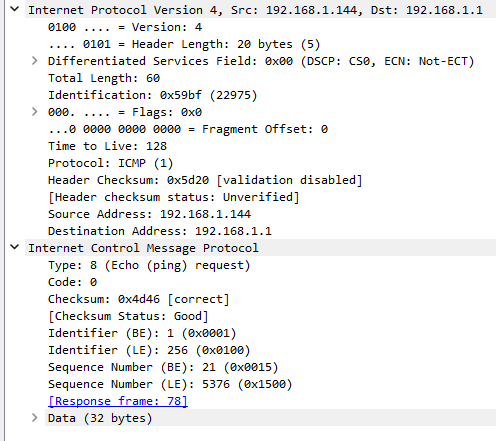 Internet Protocol Version 4, Src: 192.168.1.144, Dst: 192.168.1.1
0100 .... = Version: 4
.... 0101 = Header Length: 20 bytes (5)
Differentiated Services Field: 0x00 (DSCP: CS0, ECN: Not-ECT)
Total Length: 60
Identification: 0x59bf (22975)
000. .... = Flags: 0x0
...0 0000 0000 0000 = Fragment Offset: 0
Time to Live: 128
Protocol: ICMP (1)
Header Checksum: 0x5d20 [validation disabled]
[Header checksum status: Unverified]
Source Address: 192.168.1.144
Destination Address: 192.168.1.1
Internet Control Message Protocol
Type: 8 (Echo (ping) request)
Code: 0
Checksum: 0x4d46 [correct]
[Checksum Status: Good]
Identifier (BE): 1 (0x0001)
Identifier (LE): 256 (0x0100)
Sequence Number (BE): 21 (0x0015)
Sequence Number (LE): 5376 (0x1500)
[Response frame: 78]
Data (32 bytes)